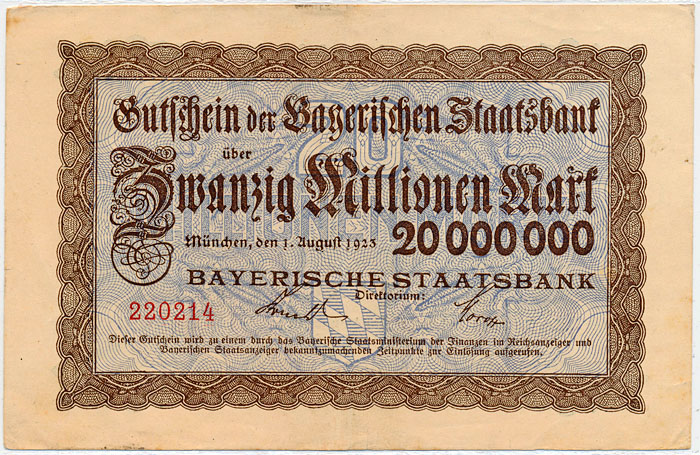 Gutschein der Bayerischen Staatsbank
über
Zwanzig Millionen Mark
München, den 1. August 1923 20 000 000
BAYERISCHE STAATSBANK
Direktorium:
220214
Dieser Gutschein wird zu einem durch das Bayerische Staatsministerium der Finanzen im Reichsanzeiger und
Bayerischen Staatsanzeiger bekanntzumachenden Zeitpunkte zur Einlösung aufgerufen.